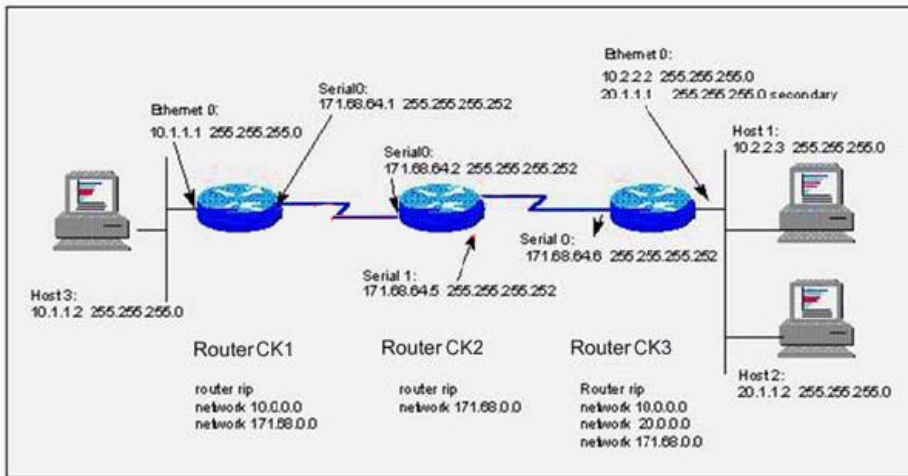 Ethernet 0:
10.2.2.2 255.255.255.0
20.1.1.1 255.255.255.0 secondary
Serial0:
171.68.64.1 255.255.255.252
Ethernet 0:
10.1.1.1 255.255.255.0
Host 1:
10.2.2.3 255.255.255.0
Serial0:
171.68.64.2 255.255.255.252
Serial 0:
171.68.64.6 255.255.255.252
Serial 1:
171.68.64.5 255.255.255.252
Host 3:
10.1.1.2 255.255.255.0
Router CK1
Router CK2
Router CK3
Host 2:
20.1.1.2 255.255.255.0
router rip
network 10.0.0.0
network 171.68.0.0
router rip
network 171.68.0.0
Router rip
network 10.0.0.0
network 20.0.0.0
network 171.68.0.0